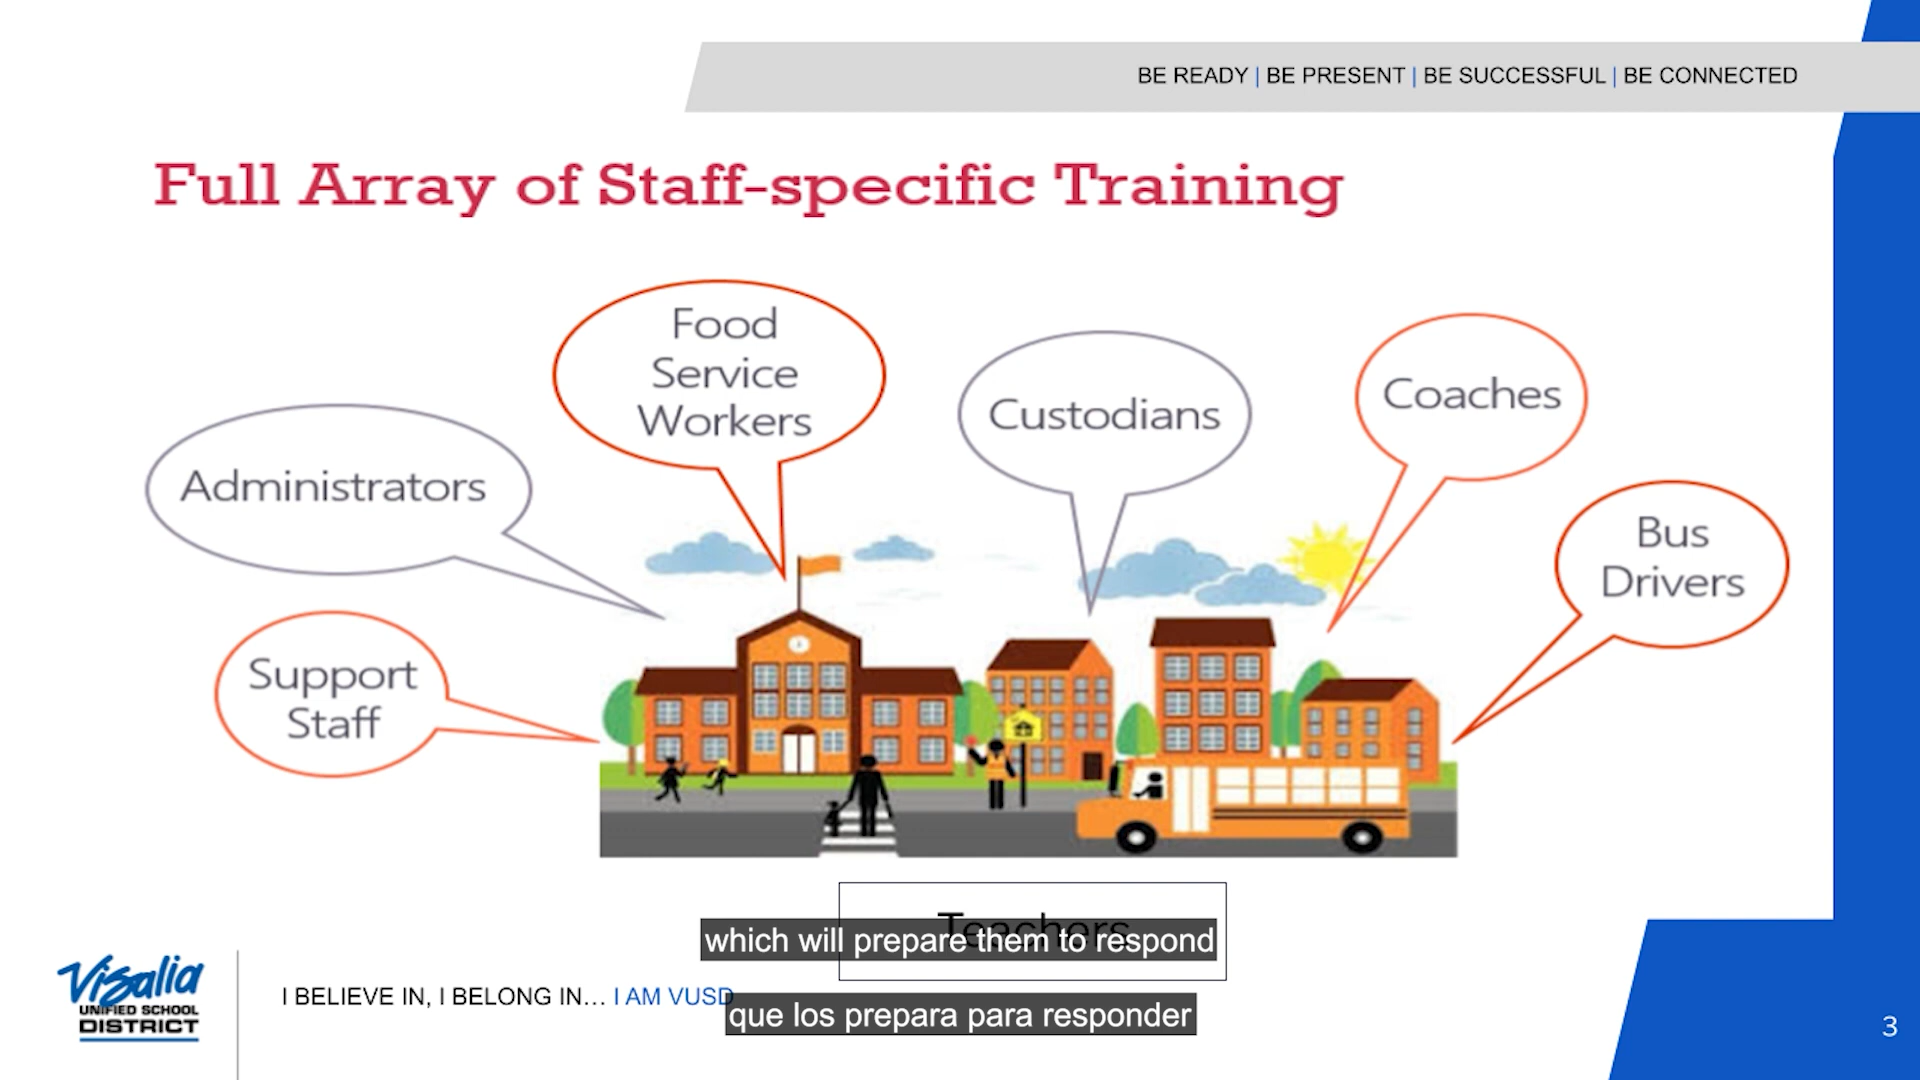 BE READY | BE PRESENT | BE SUCCESSFUL | BE CONNECTED
Full Array of Staff-specific Training
Food
Service
Workers
Custodians
Coaches
Administrators
Bus
Drivers
Support
Staff
Teachers
which will prepare them to respond
que los prepara para responder
Visalia
UNIFIED SCHOOL
DISTRICT
I BELIEVE IN, I BELONG IN... I AM VUSD
3